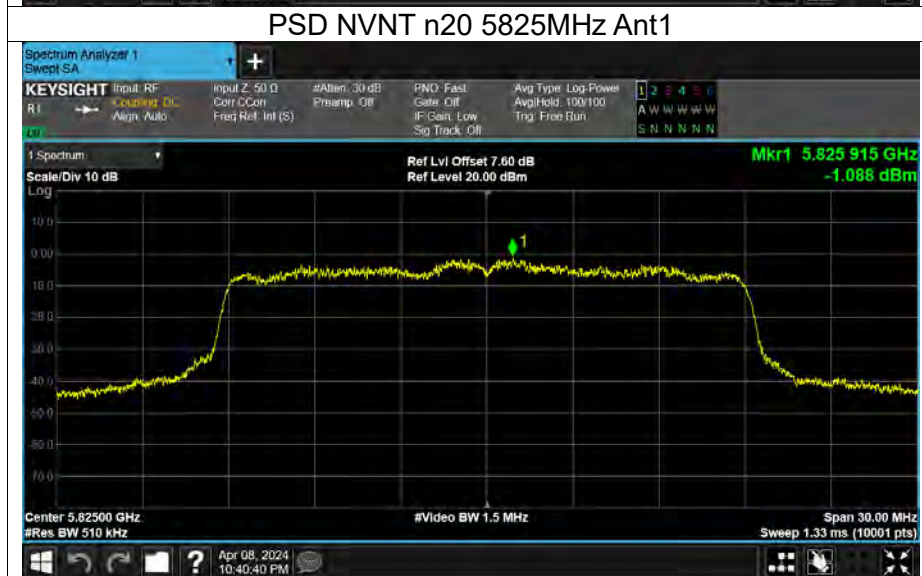 PSD NVNT n20 5825MHz Ant1
Spectrum Analyzer 1
Swept SA
+
KEYSIGHT Input: RF
Coupling: DC
Align: Auto
Input Z: 50 Ω
Corr CCorr
Freq Ref: Int (S)
#Atten: 30 dB
Preamp: Off
PNO: Fast
Gate: Off
IF Gain: Low
Sig Track: Off
Avg Type: Log-Power
Avg|Hold: 100/100
Trig: Free Run
1 2 3 4 5 6
A W W W W W
S N N N N N
1 Spectrum
Scale/Div 10 dB
Log
Ref Lvl Offset 7.60 dB
Ref Level 20.00 dBm
Mkr1 5.825 915 GHz
-1.088 dBm
1
10.0
0.00
-10.0
-20.0
-30.0
-40.0
-50.0
-60.0
-70.0
Center 5.82500 GHz
#Res BW 510 kHz
#Video BW 1.5 MHz
Span 30.00 MHz
Sweep 1.33 ms (10001 pts)
?
Apr 08, 2024
10:40:40 PM